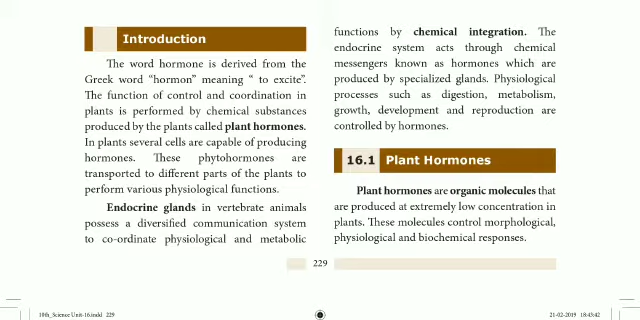 Introduction
The word hormone is derived from the
Greek word “hormon” meaning “ to excite”.
The function of control and coordination in
plants is performed by chemical substances
produced by the plants called plant hormones.
In plants several cells are capable of producing
hormones. These phytohormones are
transported to different parts of the plants to
perform various physiological functions.
Endocrine glands in vertebrate animals
possess a diversified communication system
to co-ordinate physiological and metabolic
functions by chemical integration. The
endocrine system acts through chemical
messengers known as hormones which are
produced by specialized glands. Physiological
processes such as digestion, metabolism,
growth, development and reproduction are
controlled by hormones.
16.1 Plant Hormones
Plant hormones are organic molecules that
are produced at extremely low concentration in
plants. These molecules control morphological,
physiological and biochemical responses.
229
10th_Science Unit-16.indd 229
21-02-2019 18:43:42